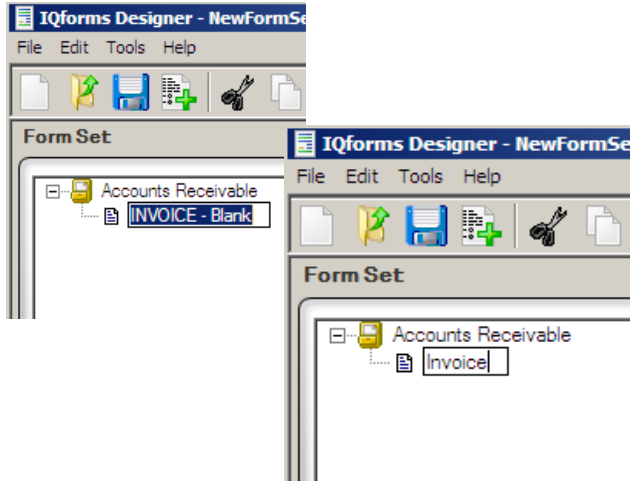 IQforms Designer - NewFormSe
File Edit Tools Help
Form Set
Accounts Receivable
INVOICE - Blank
IQforms Designer - NewFormSe
File Edit Tools Help
Form Set
Accounts Receivable
Invoice